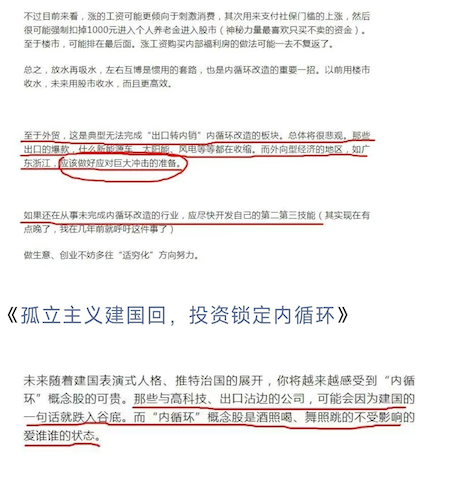 不过目前来看，涨的工资可能更倾向于刺激消费，其次用来支付社保门槛的上涨，然后
很可能强制扣掉1000元进入个人养老金进入股市（神秘力量最喜欢只买不卖的资金）。
至于楼市，可能排在最后面。涨工资购买内部福利房的做法可能一去不复返了。
总之，放水再吸水，左右互博是惯用的套路，也是内循环改造的重要一招。以前用楼市
收水，未来用股市收水，而且更高效。
至于外贸，这是典型无法完成“出口转内销”内循环改造的板块。总体将很悲观。那些
出口的爆款，什么新能源车、太阳能、风电等等都在收缩。而外向型经济的地区，如广
东浙江，应该做好应对巨大冲击的准备。
如果还在从事未完成内循环改造的行业，应尽快开发自己的第二第三技能（其实现在有
点晚了，我在几年前就呼吁这件事了）
做生意、创业不妨多往“适穷化”方向努力。
《孤立主义建国回，投资锁定内循环》
未来随着建国表演式人格、推特治国的展开，你将越来越感受到“内循
环”概念股的可贵。那些与高科技、出口沾边的公司，可能会因为建国的
一句话就跌入谷底。而“内循环”概念股是酒照喝、舞照跳的不受影响的
爱谁谁的状态。